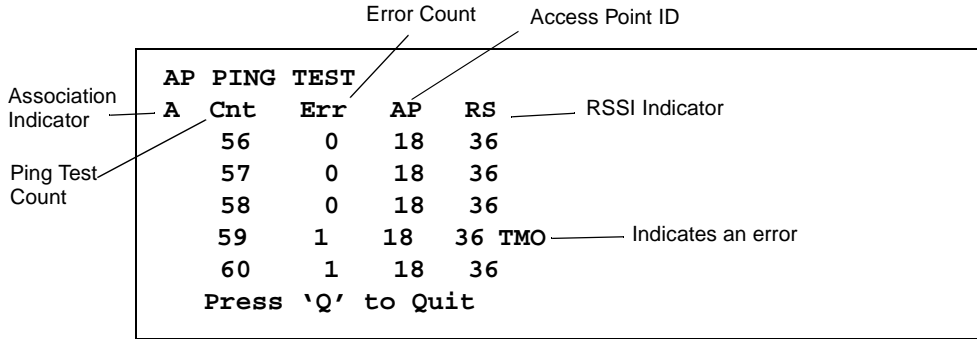 Error Count
Access Point ID
AP PING TEST
Association
Indicator
A Cnt Err AP RS
RSSI Indicator
56 0 18 36
Ping Test
Count
57 0 18 36
58 0 18 36
59 1 18 36 TMO
Indicates an error
60 1 18 36
Press ‘Q’ to Quit